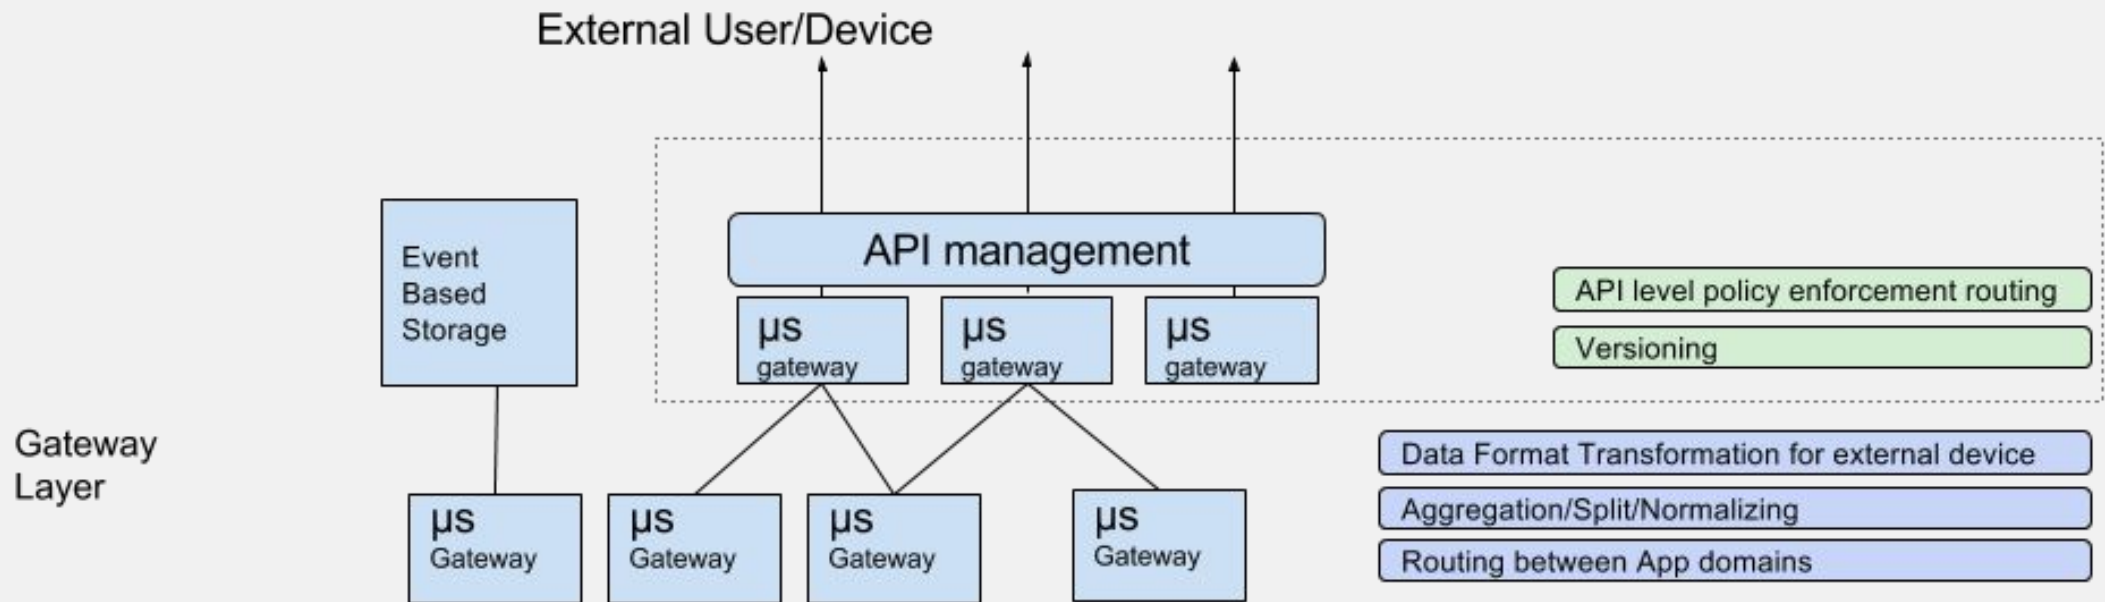 External User/Device
API management
Event
Based
Storage
µs
gateway
µs
gateway
µs
gateway
API level policy enforcement routing
Versioning
Gateway
Layer
Data Format Transformation for external device
Aggregation/Split/Normalizing
Routing between App domains
µs
Gateway
µs
Gateway
µs
Gateway
µs
Gateway